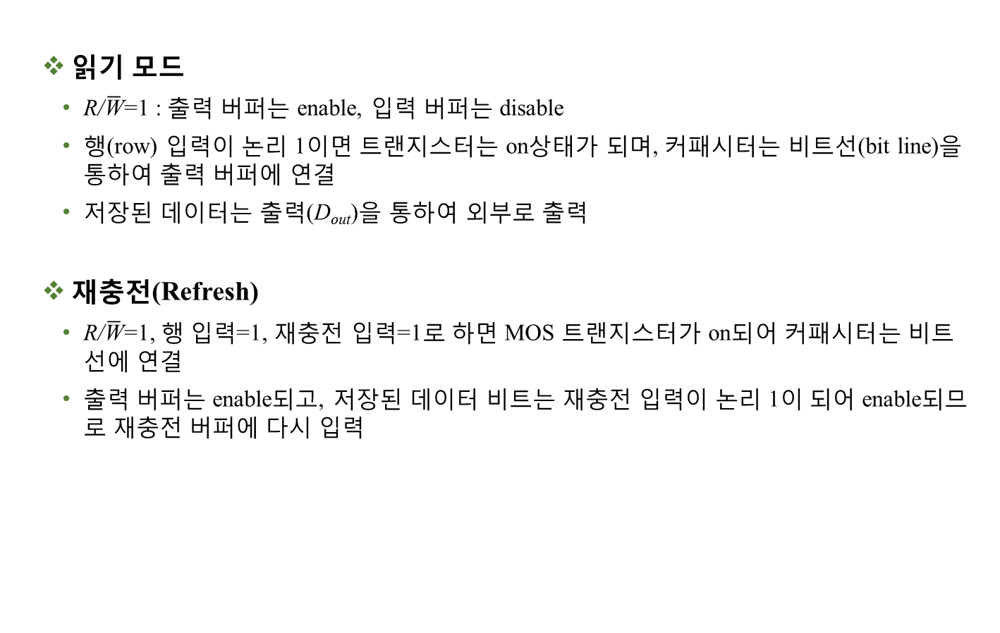 ❖ 읽기 모드
• R/W̅=1 : 출력 버퍼는 enable, 입력 버퍼는 disable
• 행(row) 입력이 논리 1이면 트랜지스터는 on상태가 되며, 커패시터는 비트선(bit line)을
통하여 출력 버퍼에 연결
• 저장된 데이터는 출력(Dout)을 통하여 외부로 출력
❖ 재충전(Refresh)
• R/W̅=1, 행 입력=1, 재충전 입력=1로 하면 MOS 트랜지스터가 on되어 커패시터는 비트
선에 연결
• 출력 버퍼는 enable되고, 저장된 데이터 비트는 재충전 입력이 논리 1이 되어 enable되므
로 재충전 버퍼에 다시 입력